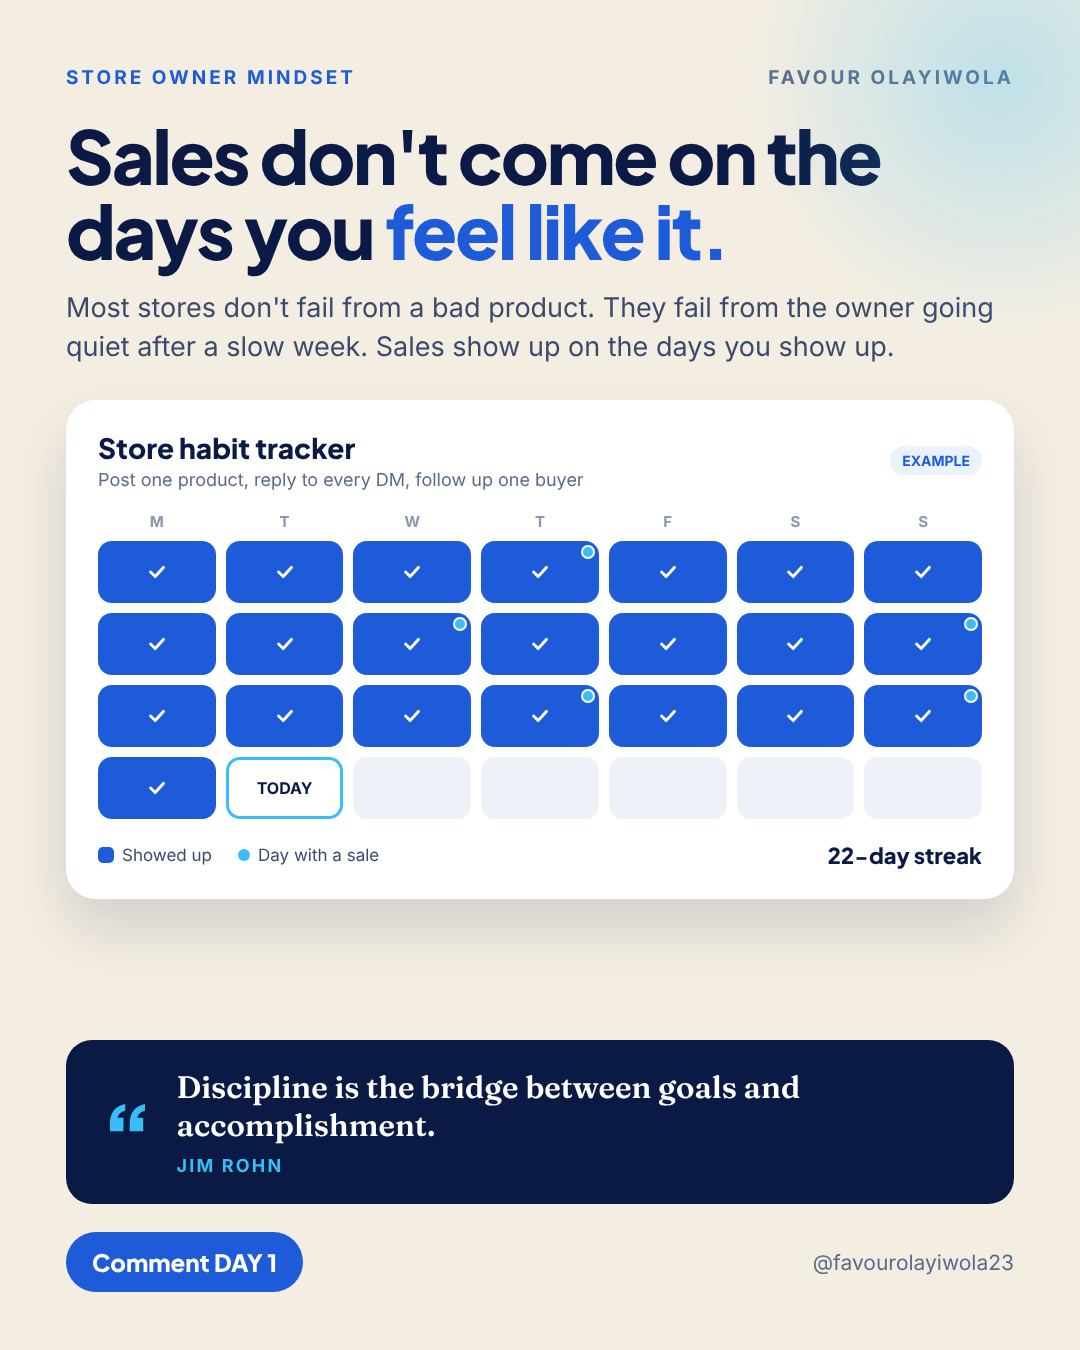 STORE OWNER MINDSET
FAVOUR OLAYIWOLA
Sales don't come on the
days you feel like it.
Most stores don't fail from a bad product. They fail from the owner going
quiet after a slow week. Sales show up on the days you show up.
Store habit tracker
Post one product, reply to every DM, follow up one buyer
EXAMPLE
M T W T F S S
TODAY
Showed up
Day with a sale
22-day streak
“
Discipline is the bridge between goals and
accomplishment.
JIM ROHN
Comment DAY 1
@favourolayiwola23